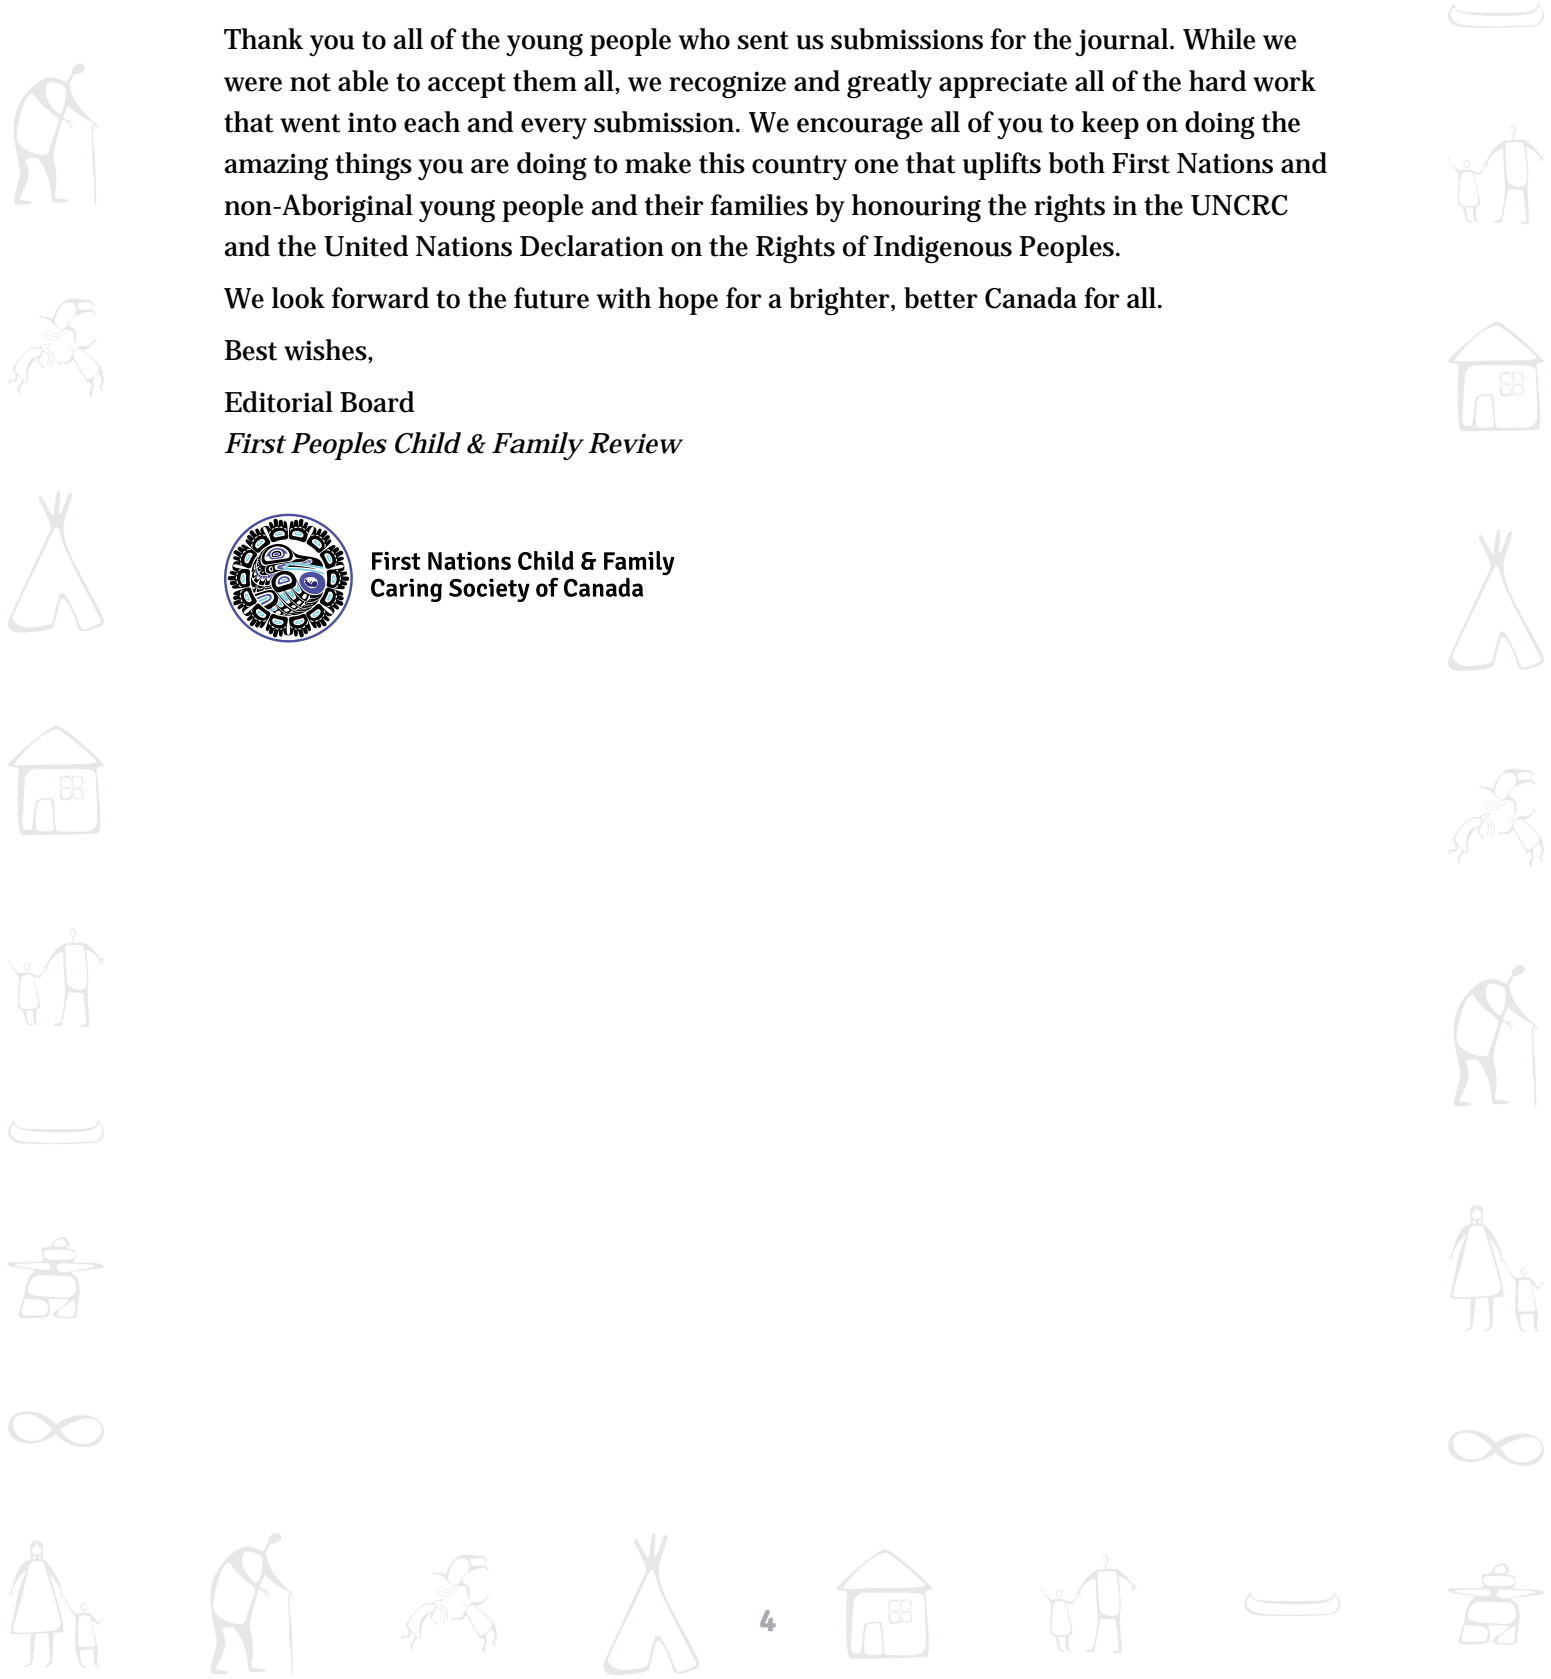 Thank you to all of the young people who sent us submissions for the journal. While we
were not able to accept them all, we recognize and greatly appreciate all of the hard work
that went into each and every submission. We encourage all of you to keep on doing the
amazing things you are doing to make this country one that uplifts both First Nations and
non-Aboriginal young people and their families by honouring the rights in the UNCRC
and the United Nations Declaration on the Rights of Indigenous Peoples.
We look forward to the future with hope for a brighter, better Canada for all.
Best wishes,
Editorial Board
First Peoples Child & Family Review
First Nations Child & Family
Caring Society of Canada
4